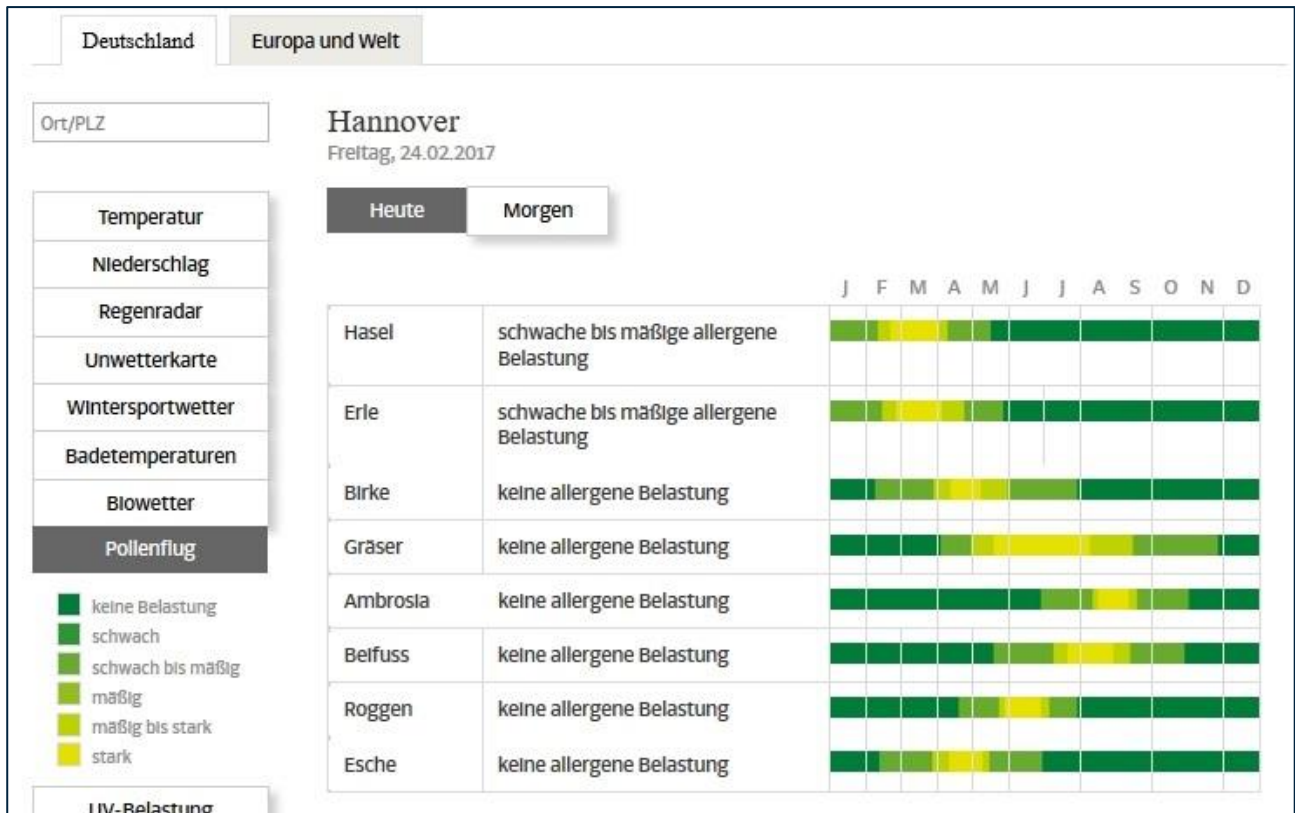 Deutschland
Europa und Welt
Ort/PLZ
Hannover
Freitag, 24.02.2017
Heute
Morgen
Temperatur
Niederschlag
Regenradar
Unwetterkarte
Wintersportwetter
Badetemperaturen
Biowetter
Pollenflug
keine Belastung
schwach
schwach bis mäßig
mäßig
mäßig bis stark
stark
UV-Belastung
J F M A M J J A S O N D
Hasel
schwache bis mäßige allergene
Belastung
Erle
schwache bis mäßige allergene
Belastung
Birke
keine allergene Belastung
Gräser
keine allergene Belastung
Ambrosia
keine allergene Belastung
Beifuss
keine allergene Belastung
Roggen
keine allergene Belastung
Esche
keine allergene Belastung